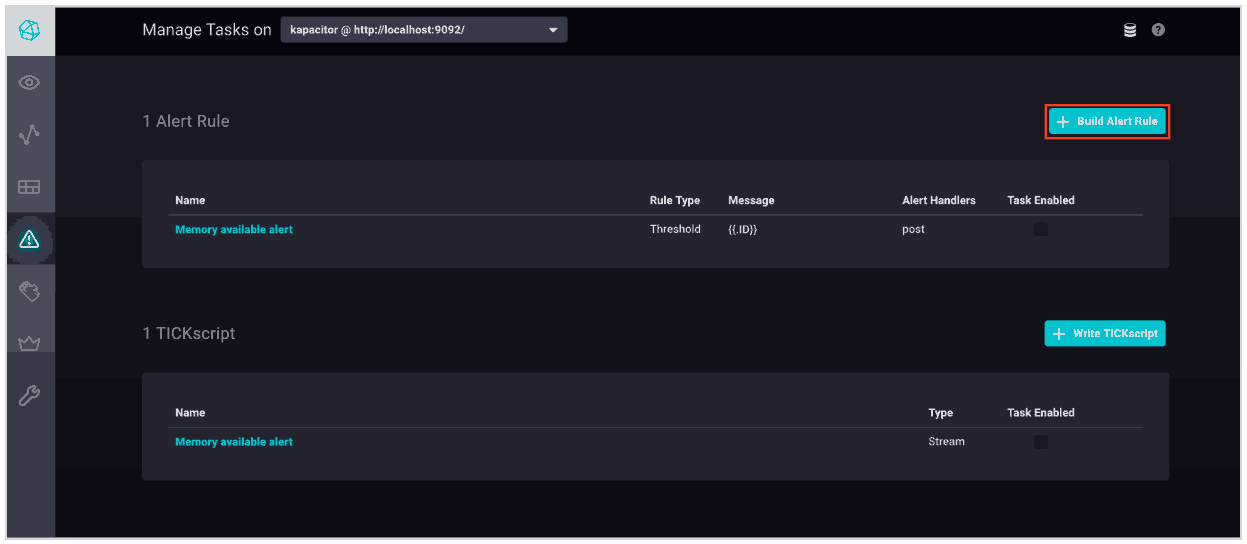 Manage Tasks on kapacitor @ http://localhost:9092/
1 Alert Rule + Build Alert Rule
Name Rule Type Message Alert Handlers Task Enabled
Memory available alert Threshold {{.ID}} post
1 TICKscript + Write TICKscript
Name Type Task Enabled
Memory available alert Stream